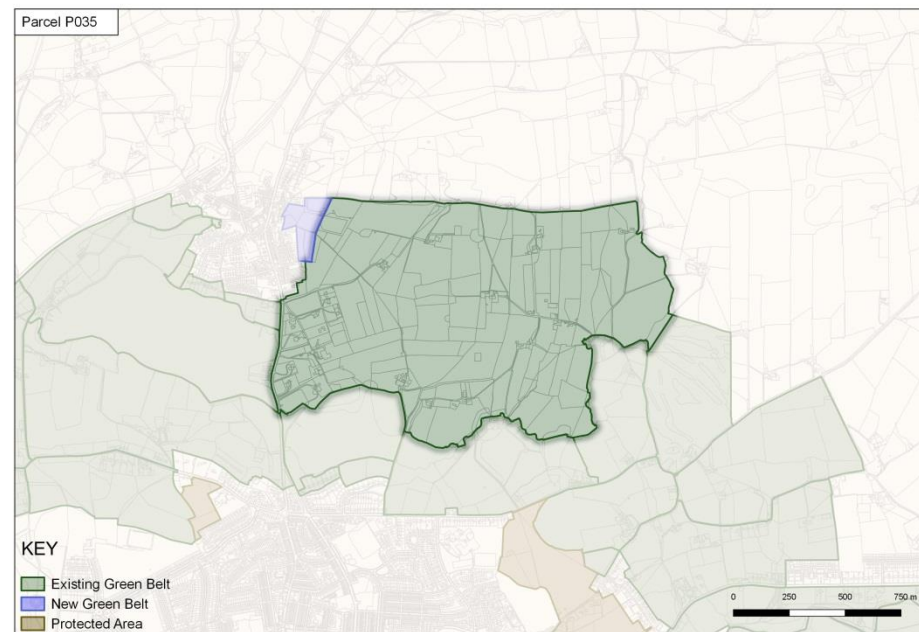 Parcel P035
KEY
Existing Green Belt
New Green Belt
Protected Area
0 250 500 750 m